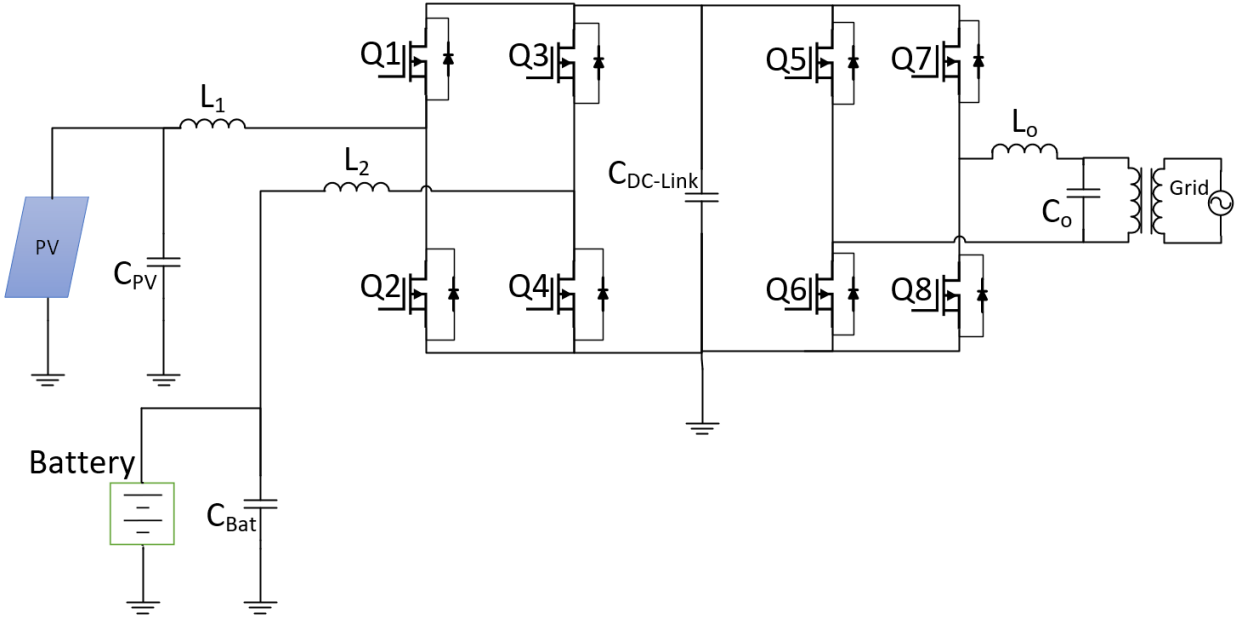 Q1
Q3
Q5
Q7
L1
L2
Lo
CDC-Link
Grid
Co
PV
CPV
Q2
Q4
Q6
Q8
Battery
CBat